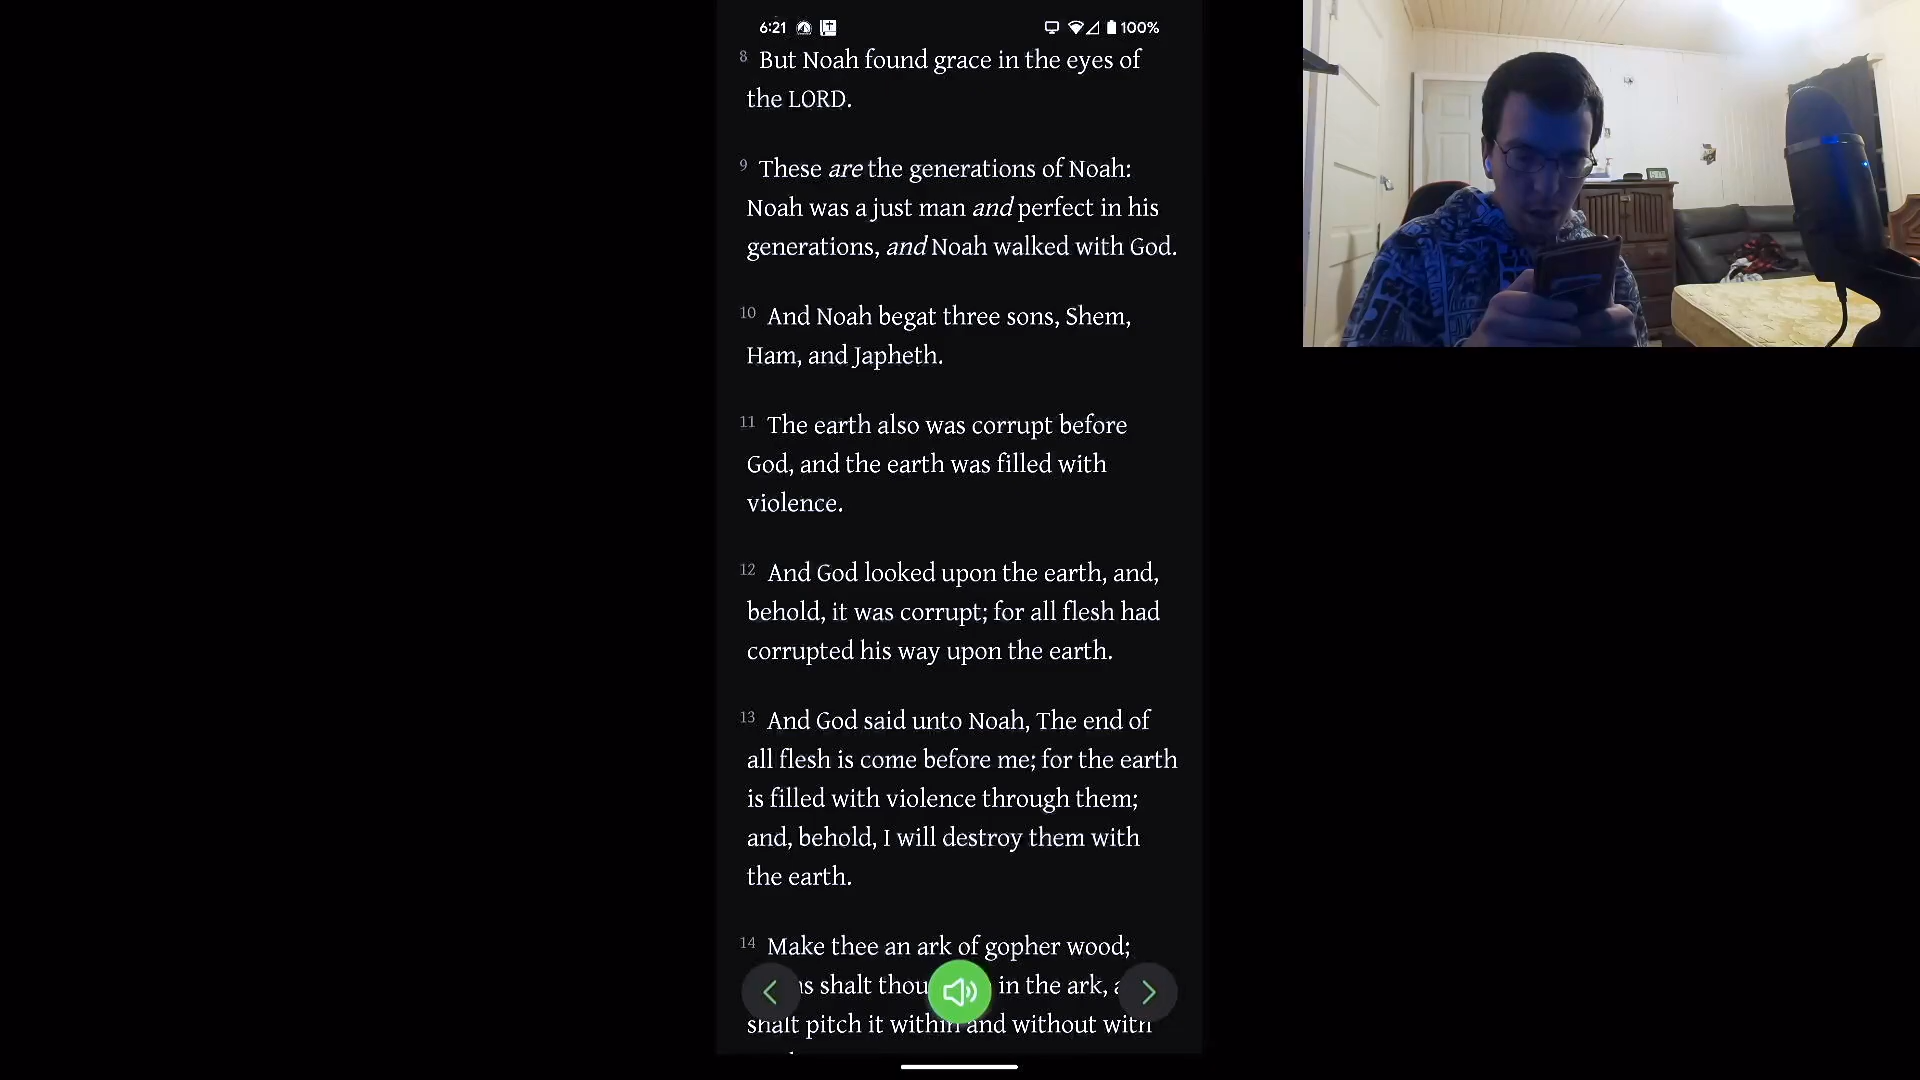 6:21
100%
8 But Noah found grace in the eyes of
the LORD.
9 These are the generations of Noah:
Noah was a just man and perfect in his
generations, and Noah walked with God.
10 And Noah begat three sons, Shem,
Ham, and Japheth.
11 The earth also was corrupt before
God, and the earth was filled with
violence.
12 And God looked upon the earth, and,
behold, it was corrupt; for all flesh had
corrupted his way upon the earth.
13 And God said unto Noah, The end of
all flesh is come before me; for the earth
is filled with violence through them;
and, behold, I will destroy them with
the earth.
14 Make thee an ark of gopher wood;
shalt thou in the ark,
shalt pitch it within and without with